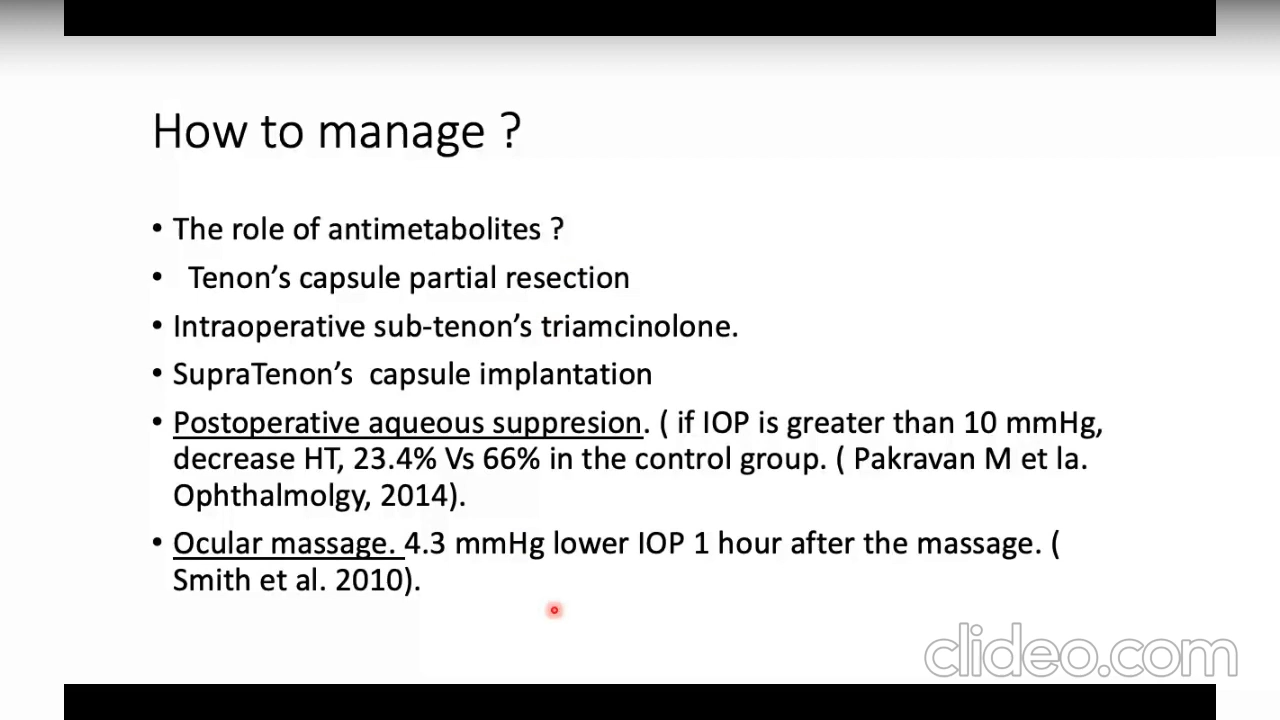 How to manage ?
• The role of antimetabolites ?
• Tenon’s capsule partial resection
• Intraoperative sub-tenon’s triamcinolone.
• SupraTenon’s capsule implantation
• Postoperative aqueous suppresion. ( if IOP is greater than 10 mmHg,
decrease HT, 23.4% Vs 66% in the control group. ( Pakravan M et la.
Ophthalmolgy, 2014).
• Ocular massage. 4.3 mmHg lower IOP 1 hour after the massage. (
Smith et al. 2010).
clideo.com